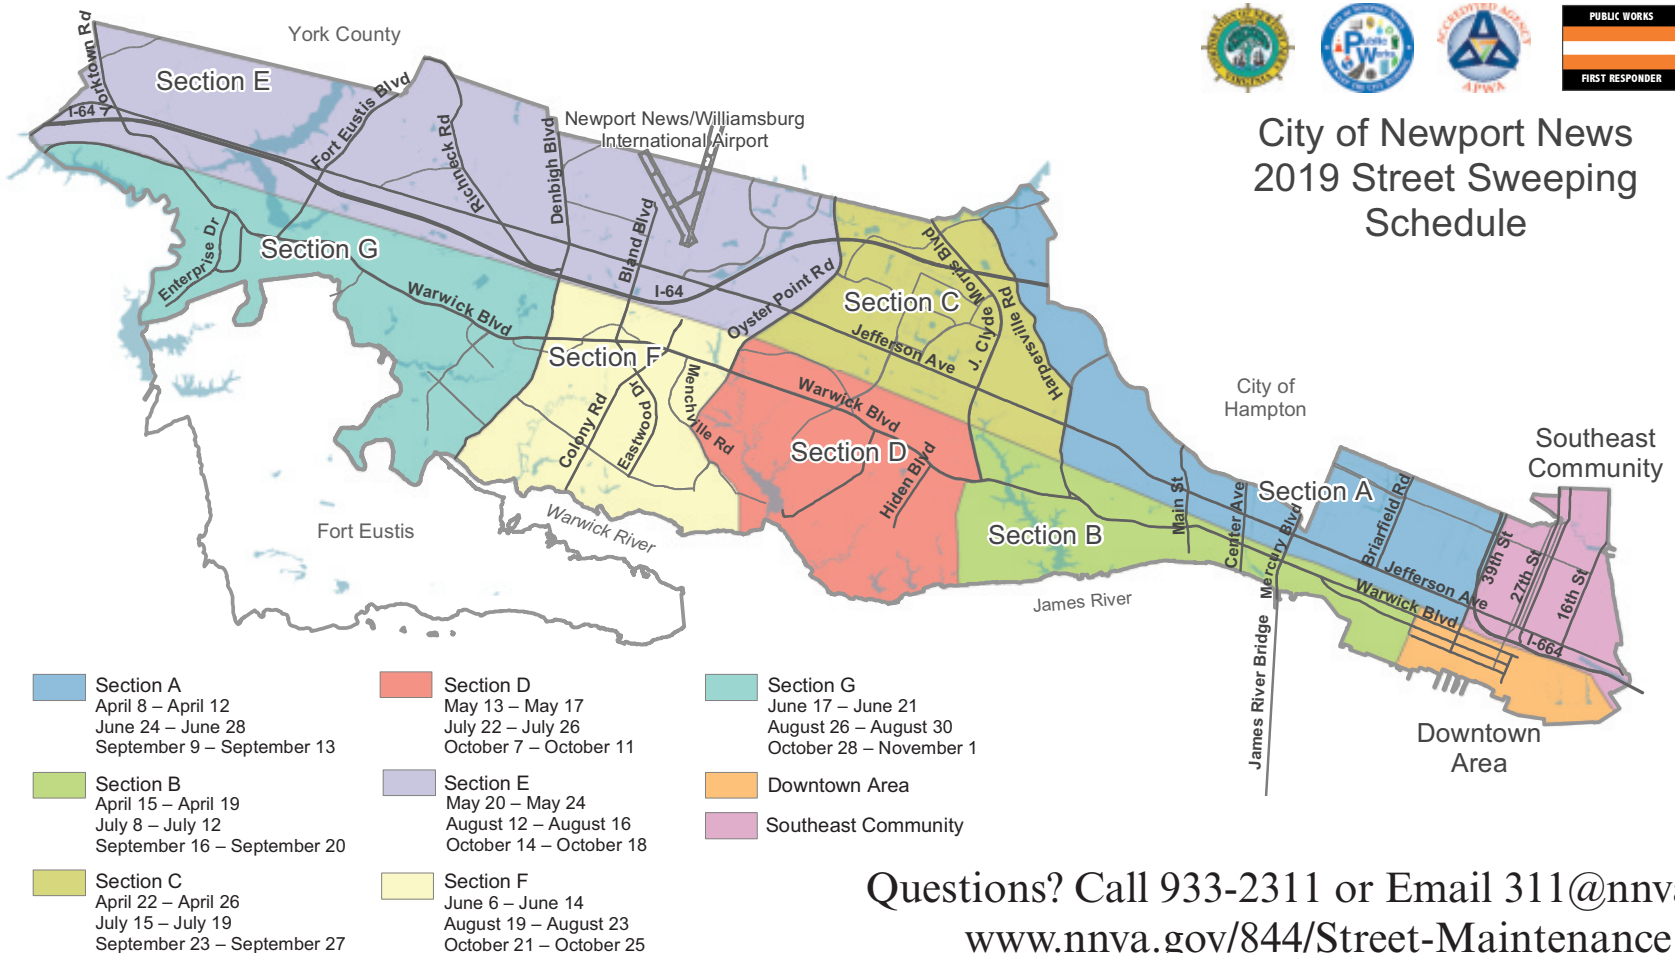 York County
Section E
Yorktown Rd
I-64
Fort Eustis Blvd
Richneck Rd
Denbigh Blvd
Newport News/Williamsburg
International Airport
Bland Blvd
I-64
Oyster Point Rd
Section G
Enterprise Dr
Warwick Blvd
Section F
Colony Rd
Eastwood Dr
Menchville Rd
Section C
Jefferson Ave
J. Clyde Morris Blvd
Harpersville Rd
Warwick Blvd
Section D
Hiden Blvd
Section B
Main St
Center Ave
Mercury Blvd
Section A
Briarfield Rd
Jefferson Ave
Warwick Blvd
39th St
27th St
16th St
I-664
City of
Hampton
Southeast
Community
Fort Eustis
Warwick River
James River
James River Bridge
Downtown
Area
PUBLIC WORKS
FIRST RESPONDER
ACCREDITED AGENCY
APWA
Public
Works
City of Newport News
2019 Street Sweeping
Schedule
Section A
April 8 – April 12
June 24 – June 28
September 9 – September 13
Section B
April 15 – April 19
July 8 – July 12
September 16 – September 20
Section C
April 22 – April 26
July 15 – July 19
September 23 – September 27
Section D
May 13 – May 17
July 22 – July 26
October 7 – October 11
Section E
May 20 – May 24
August 12 – August 16
October 14 – October 18
Section F
June 6 – June 14
August 19 – August 23
October 21 – October 25
Section G
June 17 – June 21
August 26 – August 30
October 28 – November 1
Downtown Area
Southeast Community
Questions? Call 933-2311 or Email 311@nnva
www.nnva.gov/844/Street-Maintenance